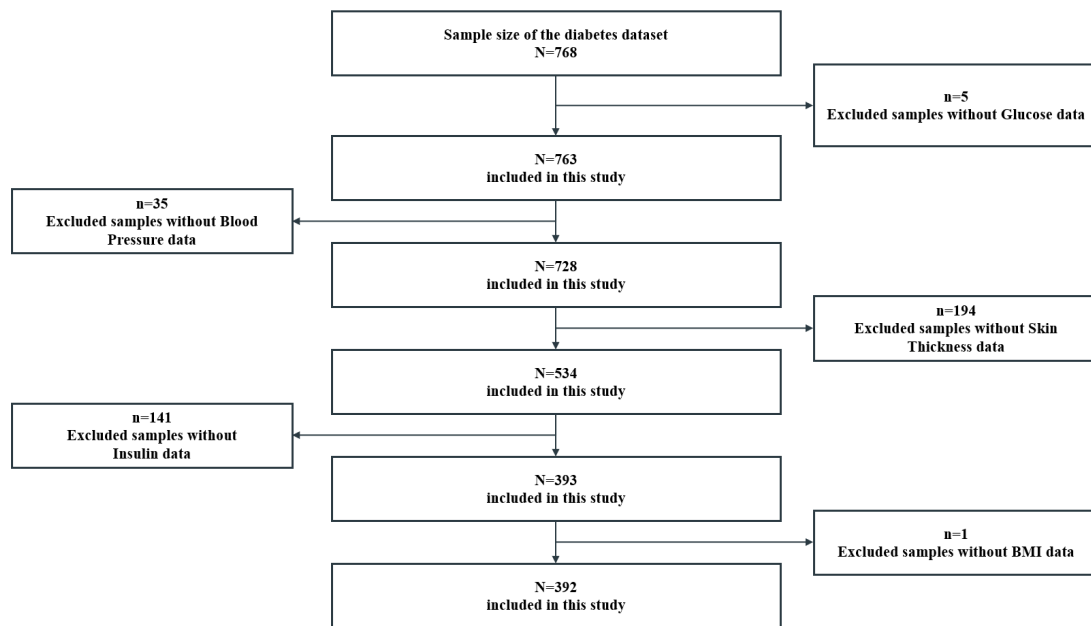 Sample size of the diabetes dataset
N=768
n=5
Excluded samples without Glucose data
N=763
included in this study
n=35
Excluded samples without Blood
Pressure data
N=728
included in this study
n=194
Excluded samples without Skin
Thickness data
N=534
included in this study
n=141
Excluded samples without
Insulin data
N=393
included in this study
n=1
Excluded samples without BMI data
N=392
included in this study